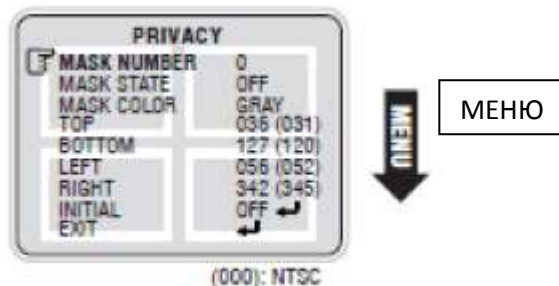 PRIVACY
MASK NUMBER 0
MASK STATE OFF
MASK COLOR GRAY
TOP 036 (031)
BOTTOM 127 (120)
LEFT 056 (052)
RIGHT 342 (345)
INITIAL OFF ↵
EXIT ↵
MENU
МЕНЮ
(000); NTSC